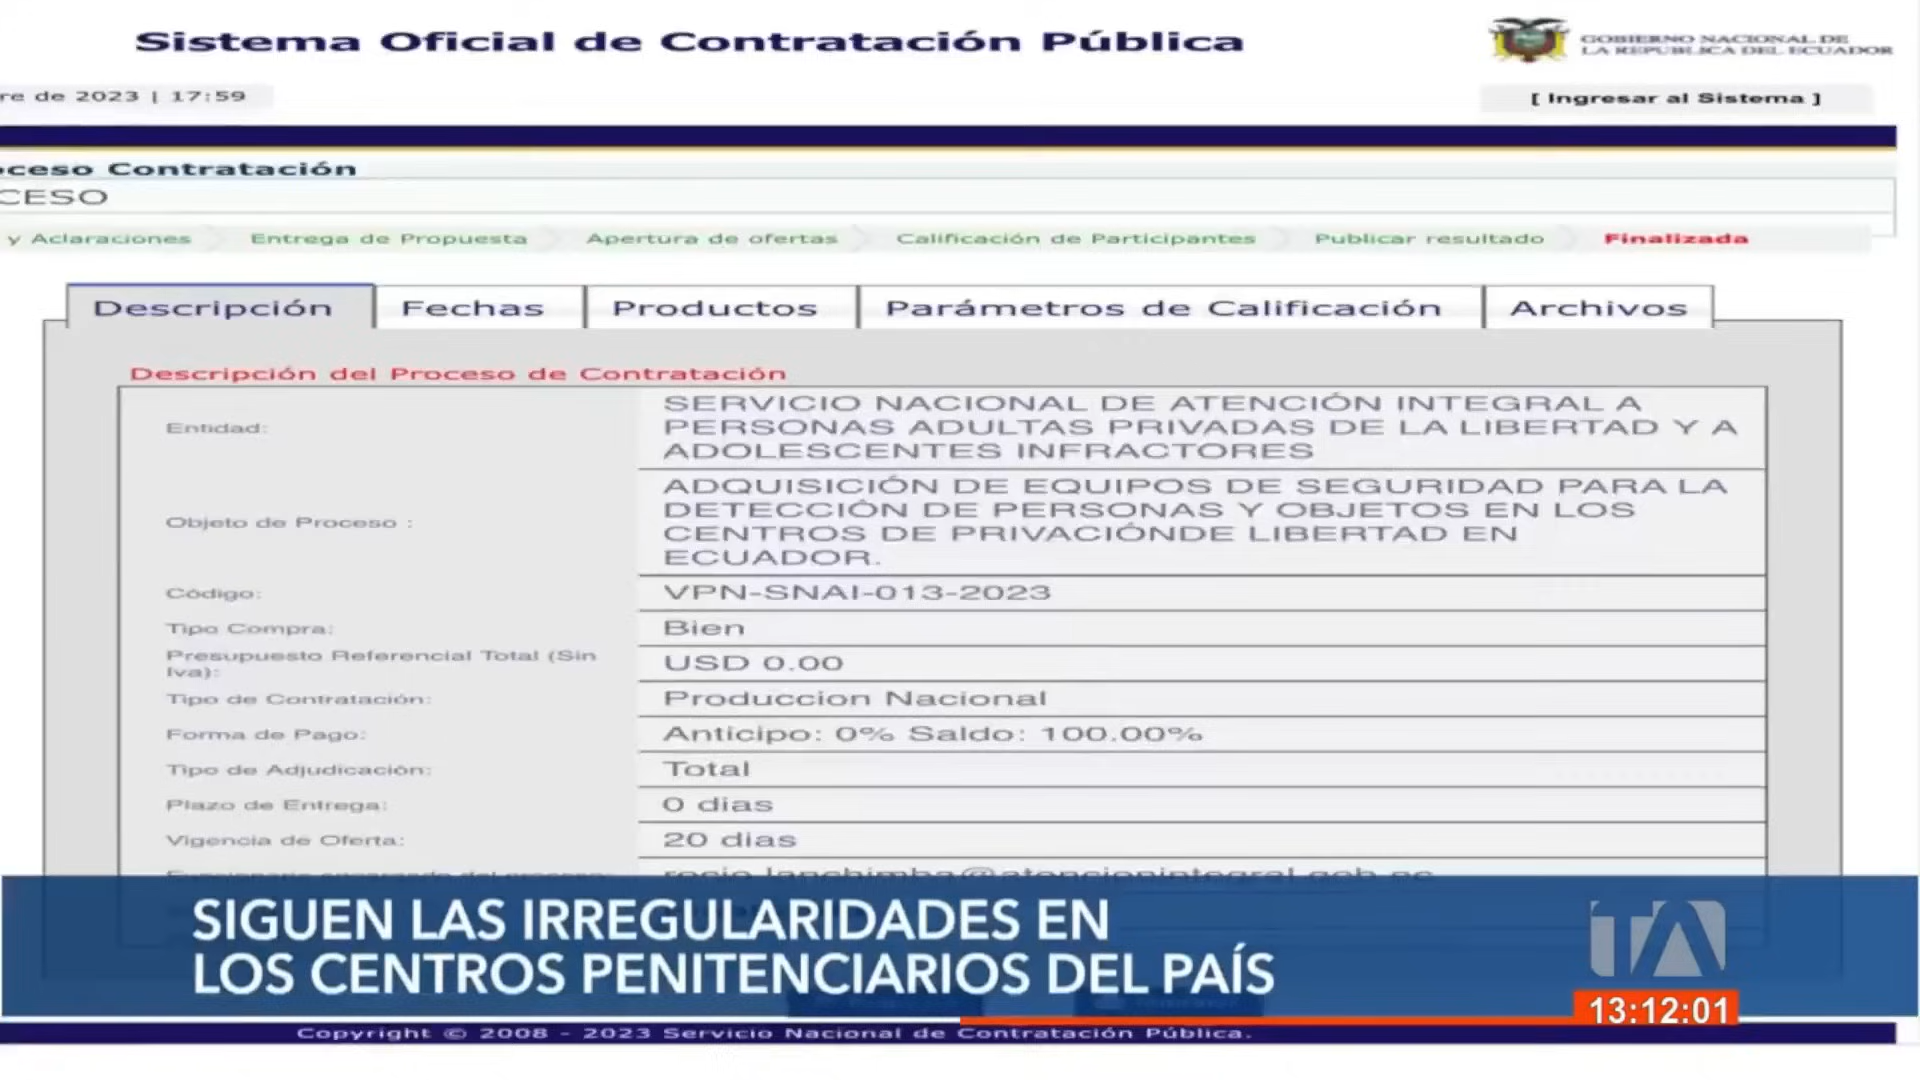 Sistema Oficial de Contratación Pública
GOBIERNO NACIONAL DE
LA REPUBLICA DEL ECUADOR
re de 2023 | 17:59
[ Ingresar al Sistema ]
ceso Contratación
CESO
y Aclaraciones
Entrega de Propuesta
Apertura de ofertas
Calificación de Participantes
Publicar resultado
Finalizada
Descripción
Fechas
Productos
Parámetros de Calificación
Archivos
Descripción del Proceso de Contratación
Entidad:
SERVICIO NACIONAL DE ATENCIÓN INTEGRAL A
PERSONAS ADULTAS PRIVADAS DE LA LIBERTAD Y A
ADOLESCENTES INFRACTORES
Objeto de Proceso :
ADQUISICIÓN DE EQUIPOS DE SEGURIDAD PARA LA
DETECCIÓN DE PERSONAS Y OBJETOS EN LOS
CENTROS DE PRIVACIÓNDE LIBERTAD EN
ECUADOR.
Código:
VPN-SNAI-013-2023
Tipo Compra:
Bien
Presupuesto Referencial Total (Sin
Iva):
USD 0.00
Tipo de Contratación:
Produccion Nacional
Forma de Pago:
Anticipo: 0% Saldo: 100.00%
Tipo de Adjudicación:
Total
Plazo de Entrega:
0 dias
Vigencia de Oferta:
20 dias
SIGUEN LAS IRREGULARIDADES EN
LOS CENTROS PENITENCIARIOS DEL PAÍS
TA
13:12:01
Copyright © 2008 - 2023 Servicio Nacional de Contratación Pública.